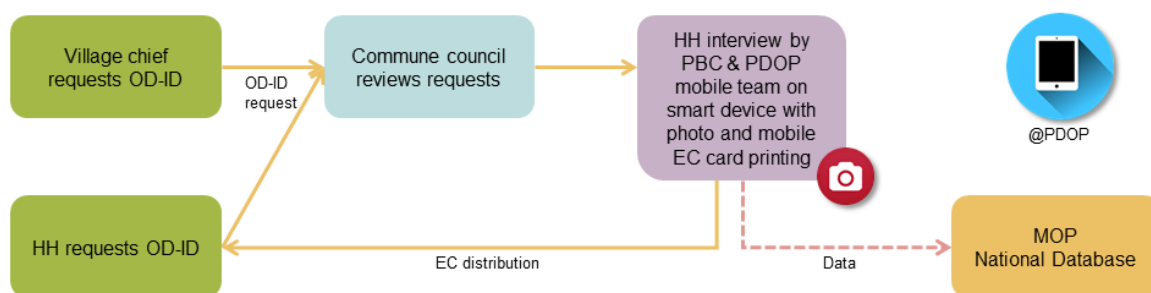 Village chief
requests OD-ID
OD-ID
request
Commune council
reviews requests
HH interview by
PBC & PDOP
mobile team on
smart device with
photo and mobile
EC card printing
@PDOP
HH requests OD-ID
EC distribution
Data
MOP
National Database